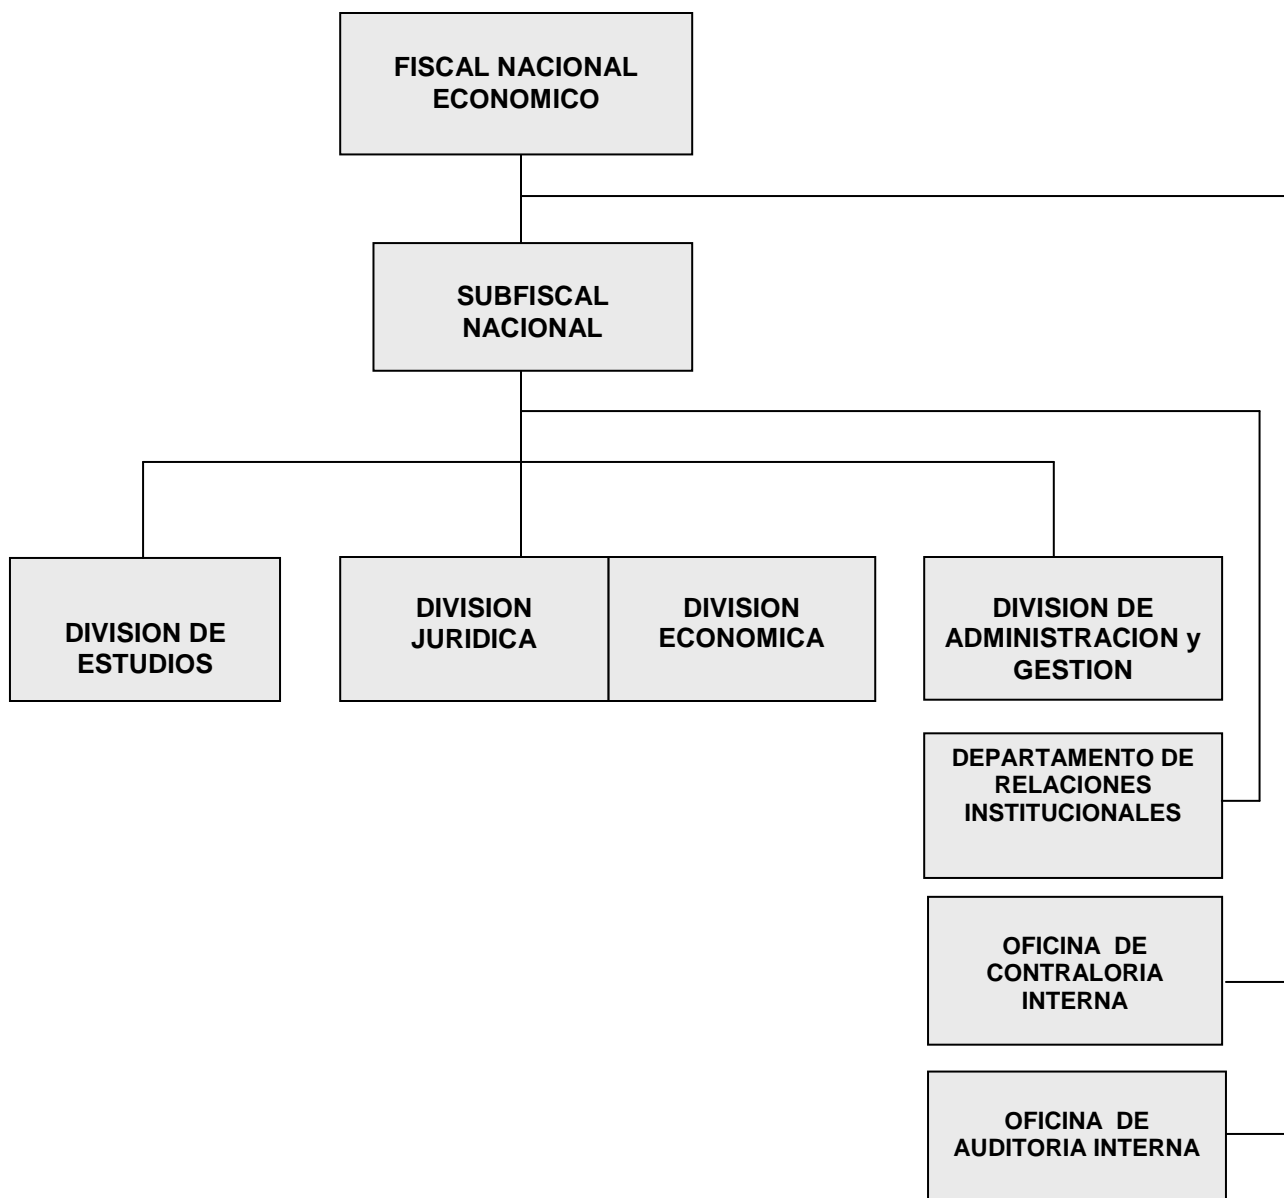 FISCAL NACIONAL
ECONOMICO
SUBFISCAL
NACIONAL
DIVISION DE
ESTUDIOS
DIVISION
JURIDICA
DIVISION
ECONOMICA
DIVISION DE
ADMINISTRACION y
GESTION
DEPARTAMENTO DE
RELACIONES
INSTITUCIONALES
OFICINA DE
CONTRALORIA
INTERNA
OFICINA DE
AUDITORIA INTERNA